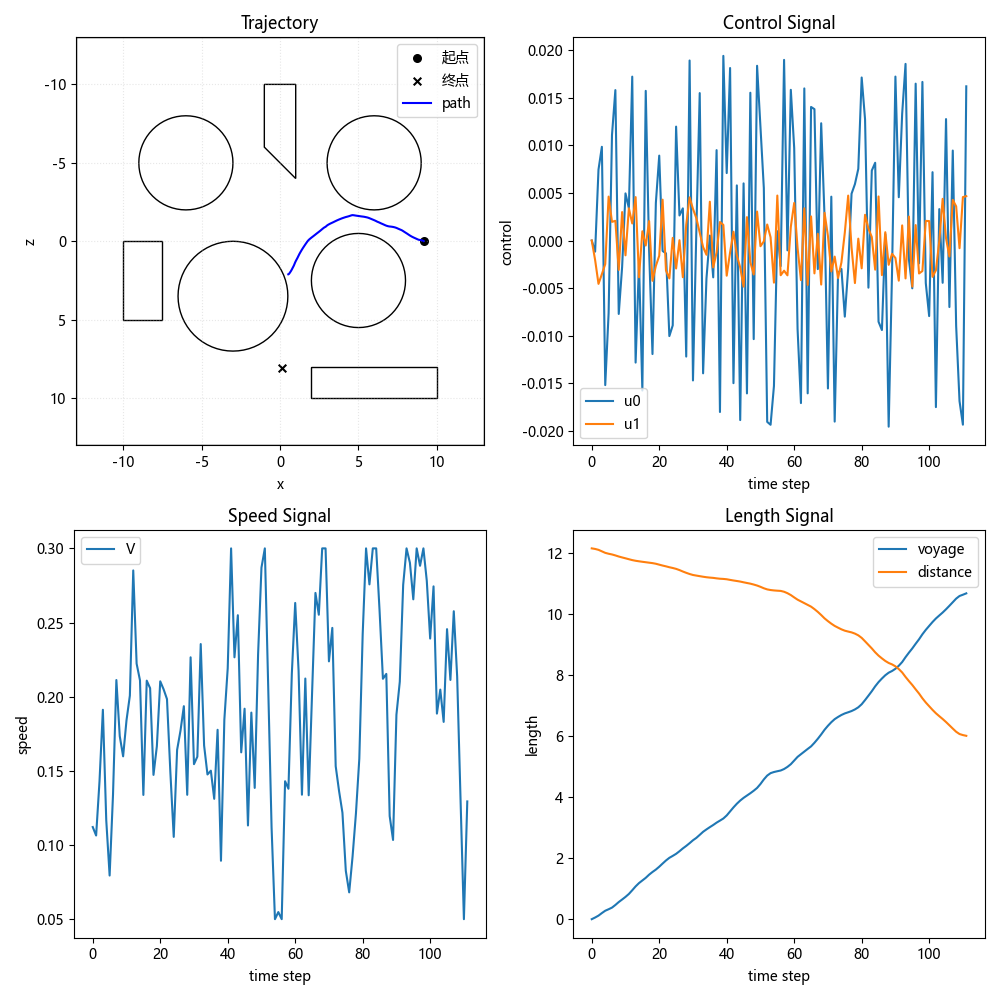 Trajectory
起点
终点
path
-10
-5
0
5
10
z
-10
-5
0
5
10
x
Control Signal
0.020
0.015
0.010
0.005
0.000
-0.005
-0.010
-0.015
-0.020
control
u0
u1
0
20
40
60
80
100
time step
Speed Signal
V
0.30
0.25
0.20
0.15
0.10
0.05
speed
0
20
40
60
80
100
time step
Length Signal
voyage
distance
12
10
8
6
4
2
0
length
0
20
40
60
80
100
time step